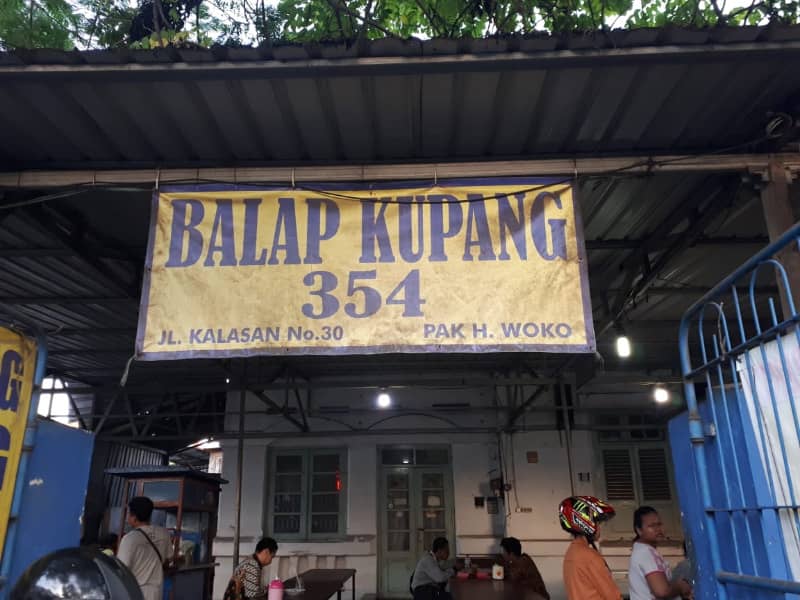 BALAP KUPANG
354
JL. KALASAN No.30 PAK H. WOKO
G